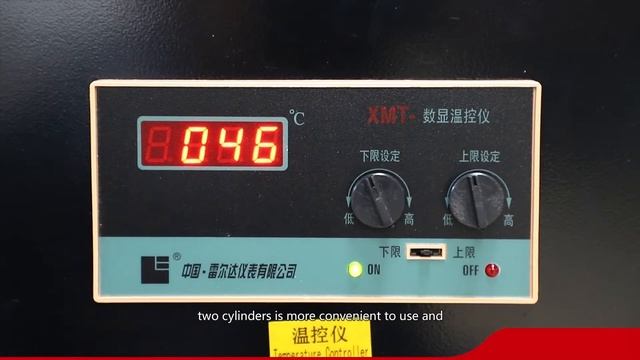 046
℃
XMT- 数显温控仪
下限设定
上限设定
低 高
低 高
下限 上限
® 中国·雷尔达仪表有限公司
ON
OFF
two cylinders is more convenient to use and
温控仪
Temperature Controller